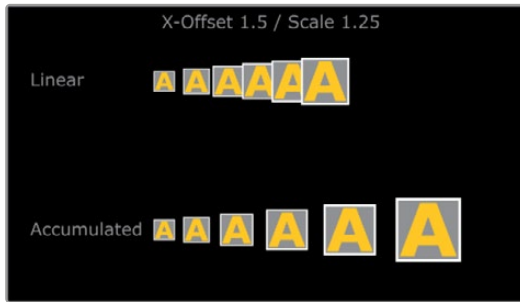 X-Offset 1.5 / Scale 1.25
Linear A A A A A A
Accumulated A A A A A A